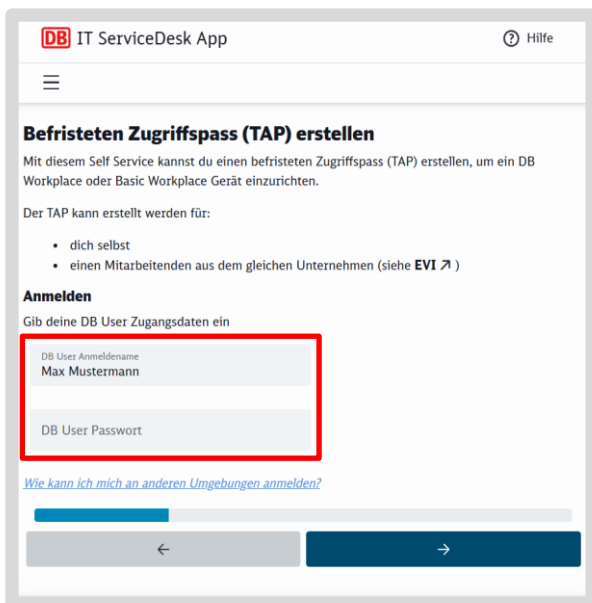 DB IT ServiceDesk App
Hilfe
Befristeten Zugriffspass (TAP) erstellen
Mit diesem Self Service kannst du einen befristeten Zugriffspass (TAP) erstellen, um ein DB
Workplace oder Basic Workplace Gerät einzurichten.
Der TAP kann erstellt werden für:
• dich selbst
• einen Mitarbeitenden aus dem gleichen Unternehmen (siehe EVI ↗ )
Anmelden
Gib deine DB User Zugangsdaten ein
DB User Anmeldename
Max Mustermann
DB User Passwort
Wie kann ich mich an anderen Umgebungen anmelden?